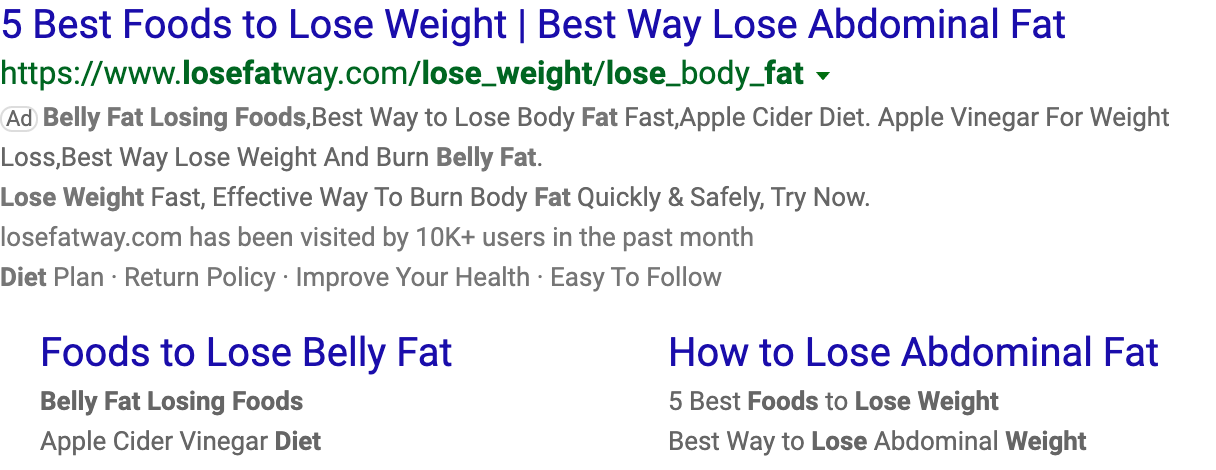 5 Best Foods to Lose Weight | Best Way Lose Abdominal Fat
https://www.losefatway.com/lose_weight/lose_body_fat
Ad Belly Fat Losing Foods,Best Way to Lose Body Fat Fast,Apple Cider Diet. Apple Vinegar For Weight
Loss,Best Way Lose Weight And Burn Belly Fat.
Lose Weight Fast, Effective Way To Burn Body Fat Quickly & Safely, Try Now.
losefatway.com has been visited by 10K+ users in the past month
Diet Plan · Return Policy · Improve Your Health · Easy To Follow
Foods to Lose Belly Fat
Belly Fat Losing Foods
Apple Cider Vinegar Diet
How to Lose Abdominal Fat
5 Best Foods to Lose Weight
Best Way to Lose Abdominal Weight